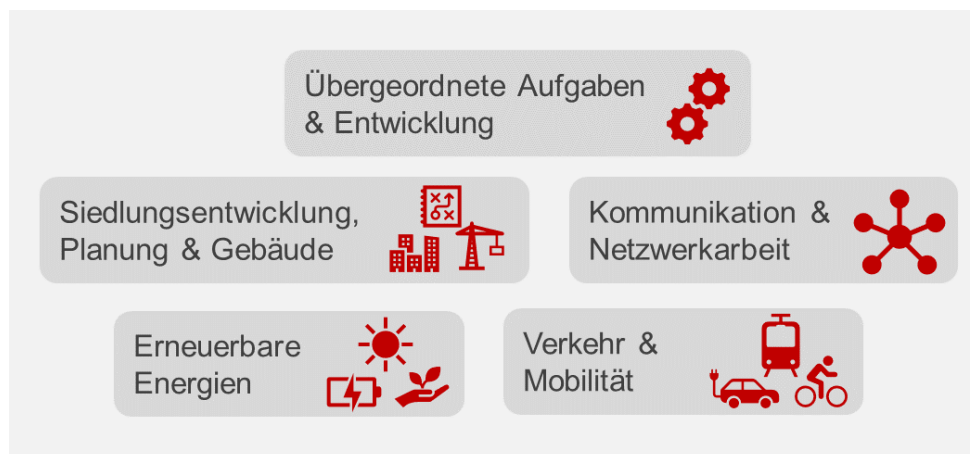 Übergeordnete Aufgaben
& Entwicklung
Siedlungsentwicklung,
Planung & Gebäude
Kommunikation &
Netzwerkarbeit
Erneuerbare
Energien
Verkehr &
Mobilität